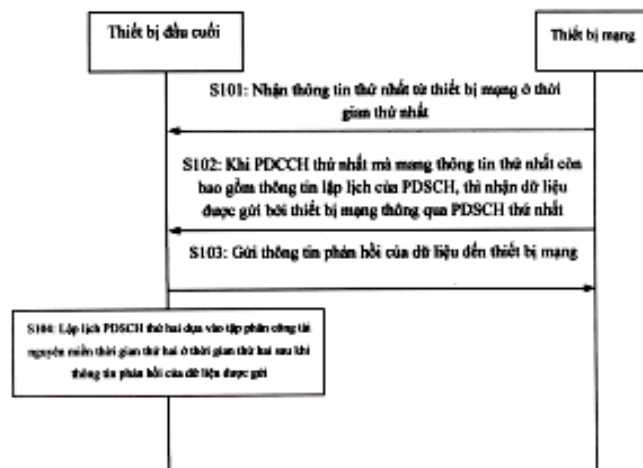 Thiết bị đầu cuối
Thiết bị mạng
S101: Nhận thông tin thứ nhất từ thiết bị mạng ở thời
gian thứ nhất
S102: Khi PDCCH thứ nhất mà mang thông tin thứ nhất còn
bao gồm thông tin lập lịch của PDSCH, thì nhận dữ liệu
được gửi bởi thiết bị mạng thông qua PDSCH thứ nhất
S103: Gửi thông tin phản hồi của dữ liệu đến thiết bị mạng
S104: Lập lịch PDSCH thứ hai dựa vào tập phân công tài
nguyên miền thời gian thứ hai ở thời gian thứ hai sau khi
thông tin phản hồi của dữ liệu được gửi